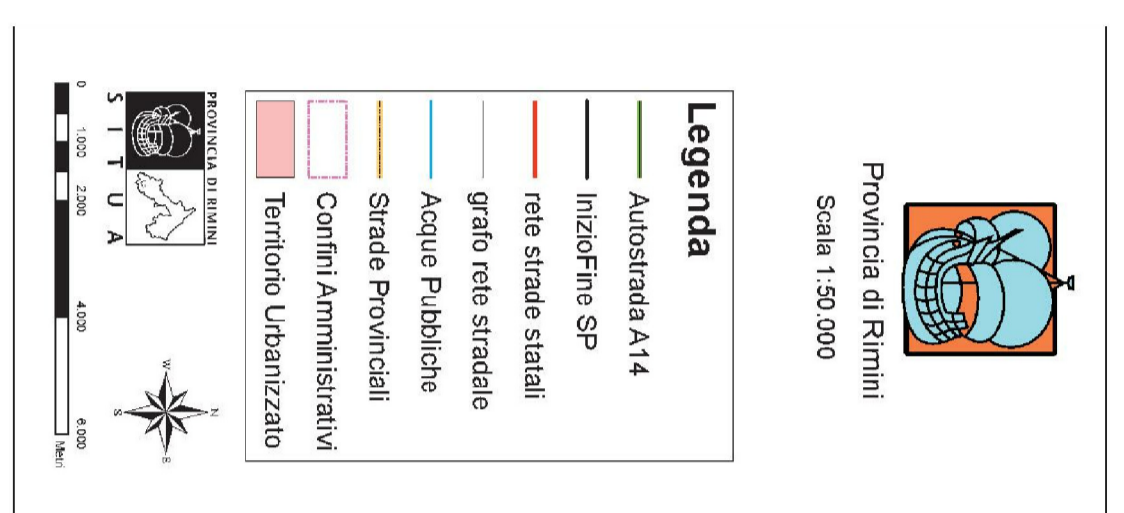 Provincia di Rimini
Scala 1:50.000
Legenda
Autostrada A14
InizioFine SP
rete strade statali
grafo rete stradale
Acque Pubbliche
Strade Provinciali
Confini Amministrativi
Territorio Urbanizzato
PROVINCIA DI RIMINI
S I T U A
N
W
E
S
0 1.000 2.000 4.000 6.000
Metri